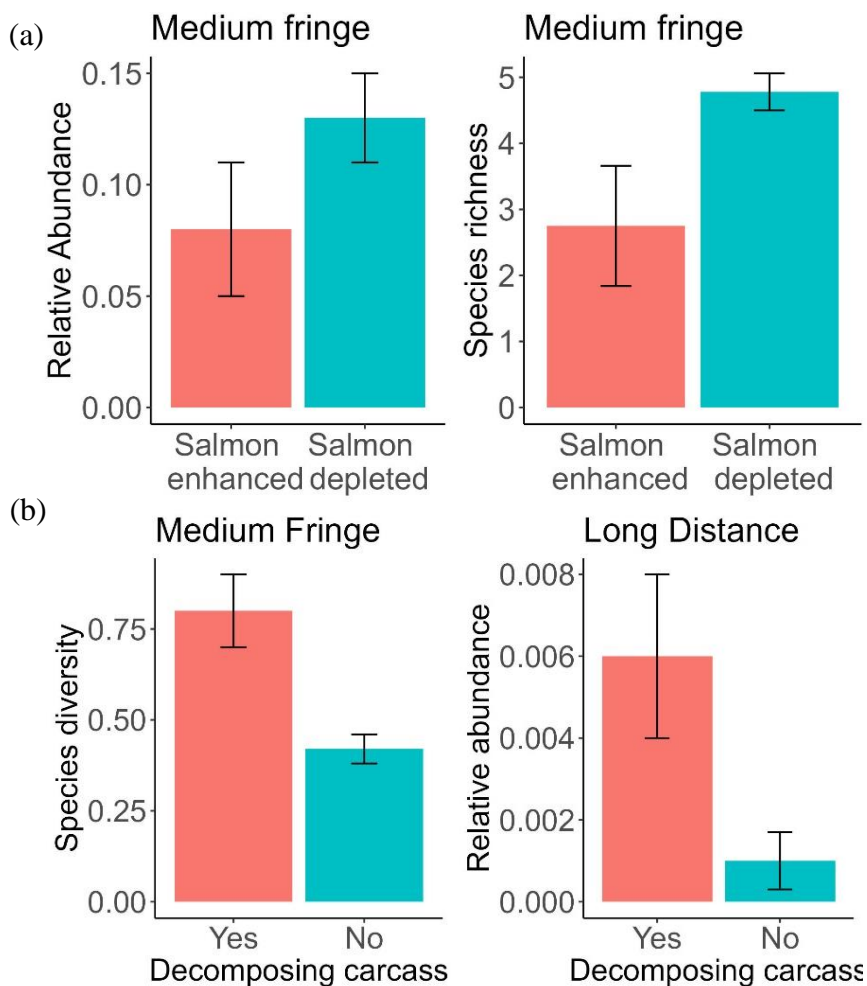 (a)
Medium fringe
Relative Abundance
0.15
0.10
0.05
0.00
Salmon enhanced
Salmon depleted
Medium fringe
Species richness
5
4
3
2
1
0
Salmon enhanced
Salmon depleted
(b)
Medium Fringe
Species diversity
0.75
0.50
0.25
0.00
Yes
No
Decomposing carcass
Long Distance
Relative abundance
0.008
0.006
0.004
0.002
0.000
Yes
No
Decomposing carcass